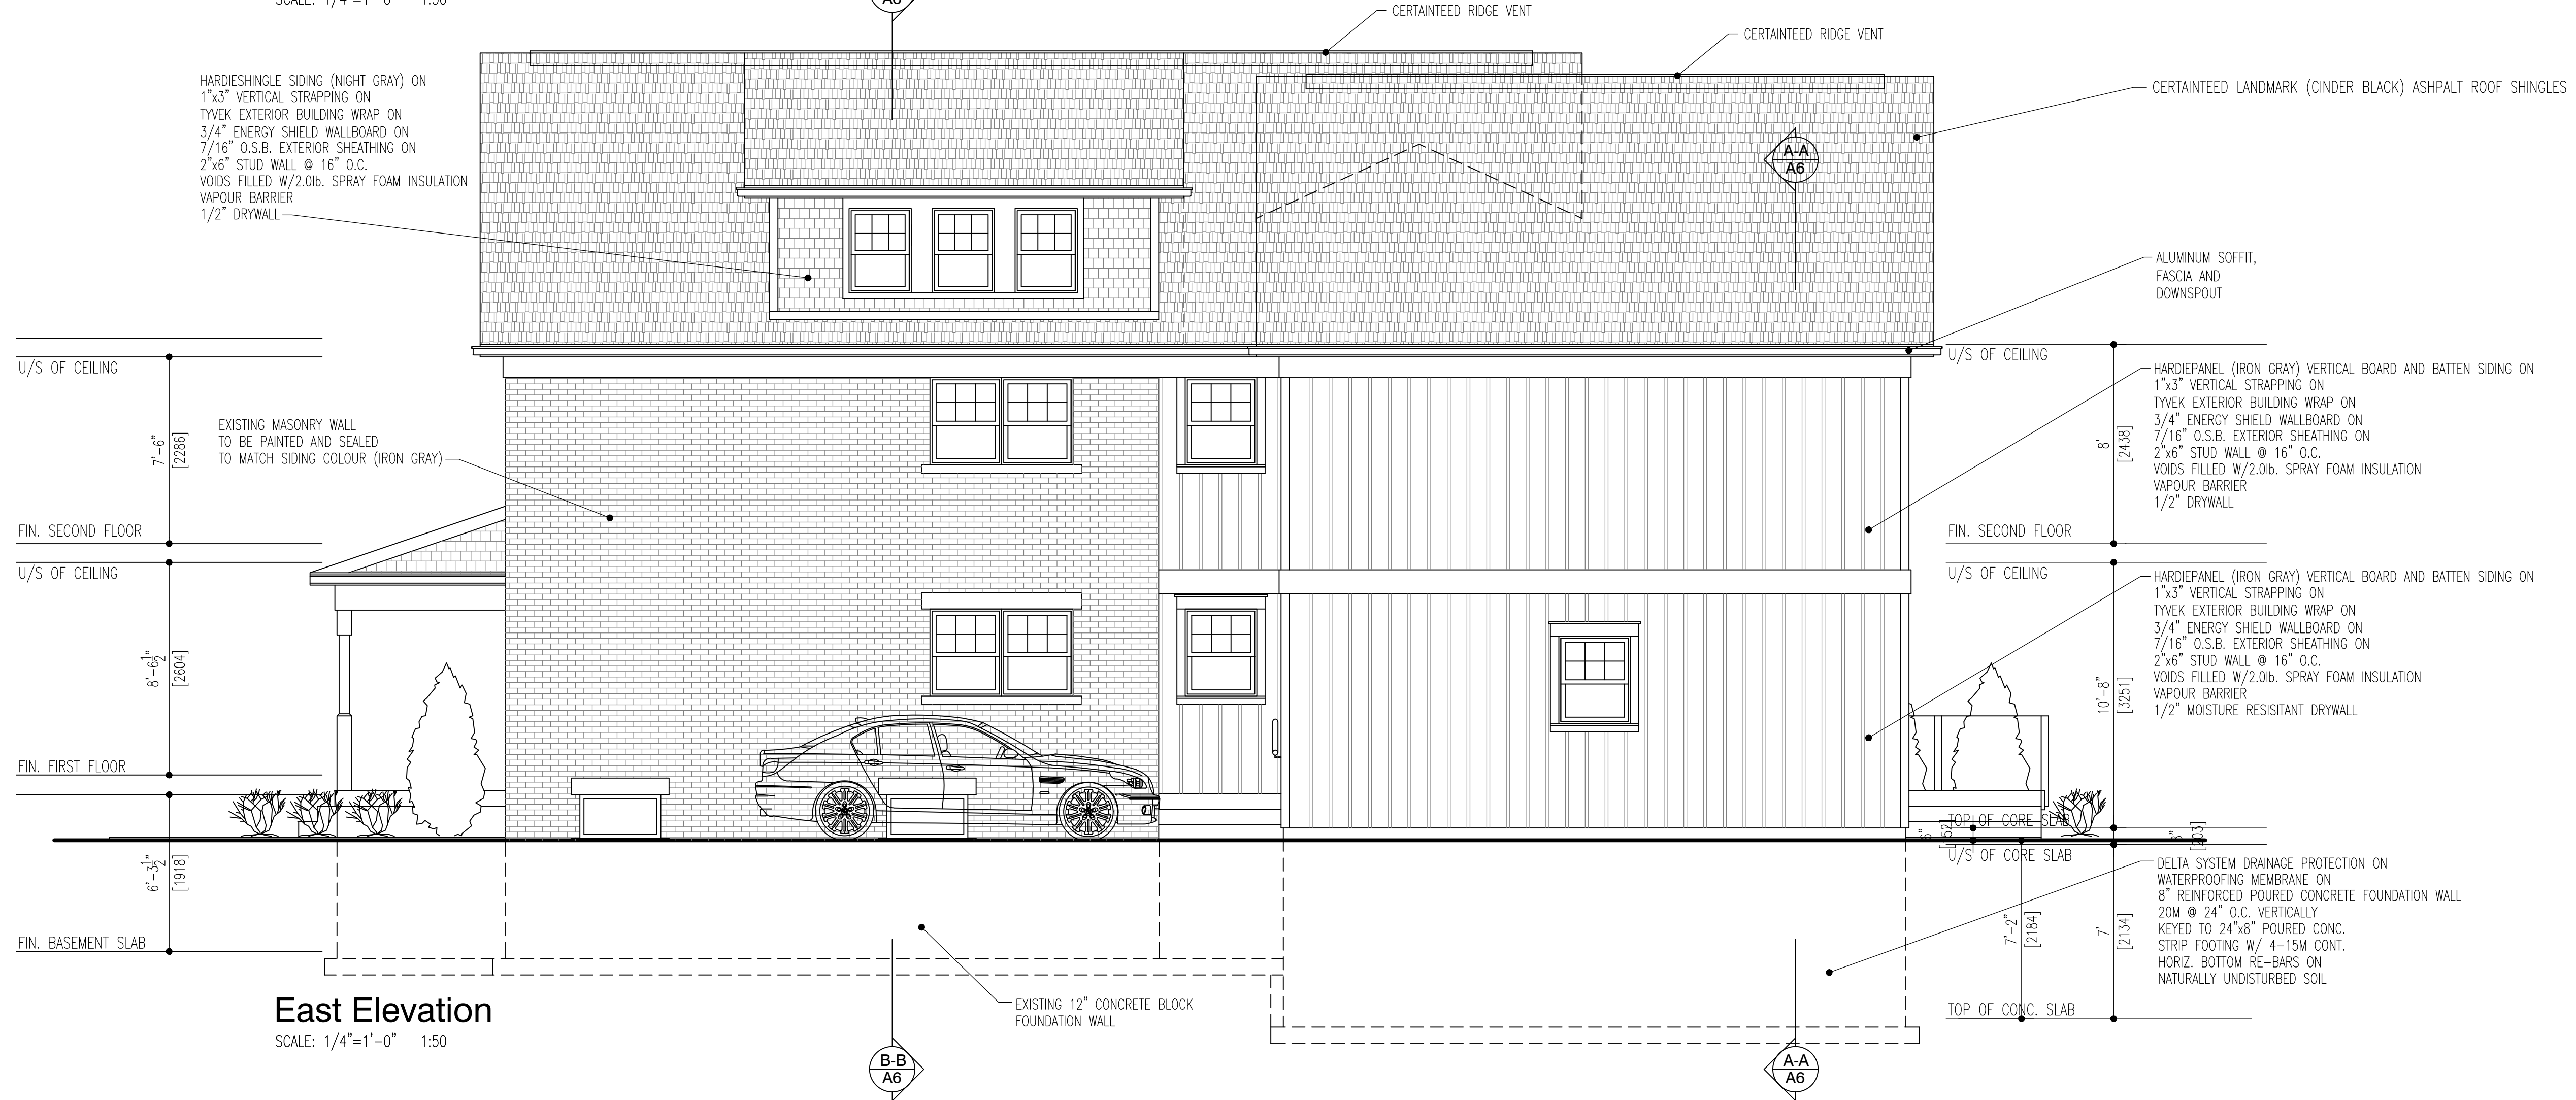 SCALE: 1/4"=1'-0" 1:50
A6
CERTAINTEED RIDGE VENT
CERTAINTEED RIDGE VENT
CERTAINTEED LANDMARK (CINDER BLACK) ASHPALT ROOF SHINGLES
HARDIESHINGLE SIDING (NIGHT GRAY) ON
1"x3" VERTICAL STRAPPING ON
TYVEK EXTERIOR BUILDING WRAP ON
3/4" ENERGY SHIELD WALLBOARD ON
7/16" O.S.B. EXTERIOR SHEATHING ON
2"x6" STUD WALL @ 16" O.C.
VOIDS FILLED W/2.0lb. SPRAY FOAM INSULATION
VAPOUR BARRIER
1/2" DRYWALL
A-A
A6
ALUMINUM SOFFIT,
FASCIA AND
DOWNSPOUT
U/S OF CEILING
7'-6"
[2286]
FIN. SECOND FLOOR
EXISTING MASONRY WALL
TO BE PAINTED AND SEALED
TO MATCH SIDING COLOUR (IRON GRAY)
U/S OF CEILING
8'-6 1/2"
[2604]
FIN. FIRST FLOOR
6'-3 1/2"
[1918]
FIN. BASEMENT SLAB
U/S OF CEILING
8'
[2438]
FIN. SECOND FLOOR
HARDIEPANEL (IRON GRAY) VERTICAL BOARD AND BATTEN SIDING ON
1"x3" VERTICAL STRAPPING ON
TYVEK EXTERIOR BUILDING WRAP ON
3/4" ENERGY SHIELD WALLBOARD ON
7/16" O.S.B. EXTERIOR SHEATHING ON
2"x6" STUD WALL @ 16" O.C.
VOIDS FILLED W/2.0lb. SPRAY FOAM INSULATION
VAPOUR BARRIER
1/2" DRYWALL
U/S OF CEILING
10'-8"
[3251]
HARDIEPANEL (IRON GRAY) VERTICAL BOARD AND BATTEN SIDING ON
1"x3" VERTICAL STRAPPING ON
TYVEK EXTERIOR BUILDING WRAP ON
3/4" ENERGY SHIELD WALLBOARD ON
7/16" O.S.B. EXTERIOR SHEATHING ON
2"x6" STUD WALL @ 16" O.C.
VOIDS FILLED W/2.0lb. SPRAY FOAM INSULATION
VAPOUR BARRIER
1/2" MOISTURE RESISITANT DRYWALL
TOP OF CORE SLAB
8"
[203]
U/S OF CORE SLAB
7'-2"
[2184]
7'
[2134]
TOP OF CONC. SLAB
DELTA SYSTEM DRAINAGE PROTECTION ON
WATERPROOFING MEMBRANE ON
8" REINFORCED POURED CONCRETE FOUNDATION WALL
20M @ 24" O.C. VERTICALLY
KEYED TO 24"x8" POURED CONC.
STRIP FOOTING W/ 4-15M CONT.
HORIZ. BOTTOM RE-BARS ON
NATURALLY UNDISTURBED SOIL
EXISTING 12" CONCRETE BLOCK
FOUNDATION WALL
East Elevation
SCALE: 1/4"=1'-0" 1:50
B-B
A6
A-A
A6